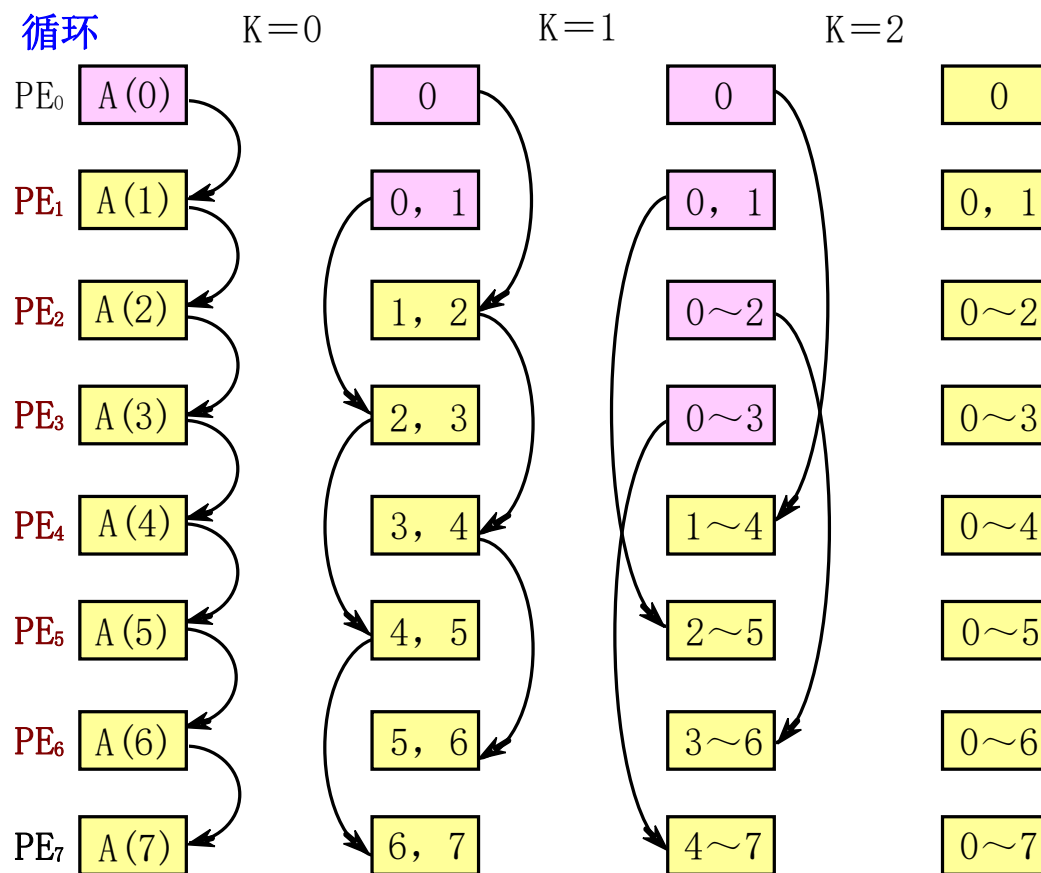 循环 K=0 K=1 K=2
PE₀ A(0) 0 0 0
PE₁ A(1) 0, 1 0, 1 0, 1
PE₂ A(2) 1, 2 0~2 0~2
PE₃ A(3) 2, 3 0~3 0~3
PE₄ A(4) 3, 4 1~4 0~4
PE₅ A(5) 4, 5 2~5 0~5
PE₆ A(6) 5, 6 3~6 0~6
PE₇ A(7) 6, 7 4~7 0~7